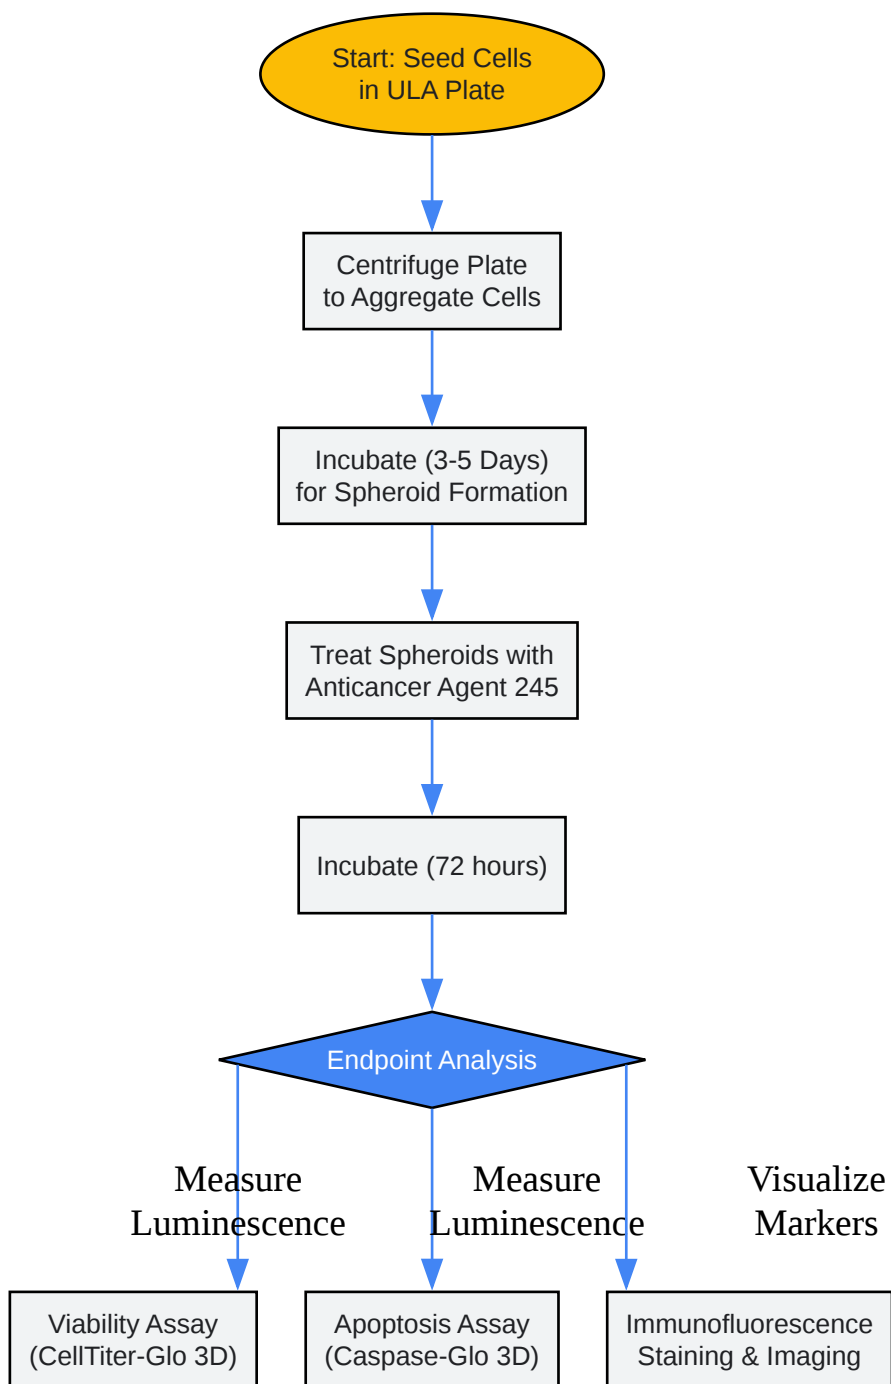 Start: Seed Cells
in ULA Plate
Centrifuge Plate
to Aggregate Cells
Incubate (3-5 Days)
for Spheroid Formation
Treat Spheroids with
Anticancer Agent 245
Incubate (72 hours)
Endpoint Analysis
Measure
Luminescence
Measure
Luminescence
Visualize
Markers
Viability Assay
(CellTiter-Glo 3D)
Apoptosis Assay
(Caspase-Glo 3D)
Immunofluorescence
Staining & Imaging